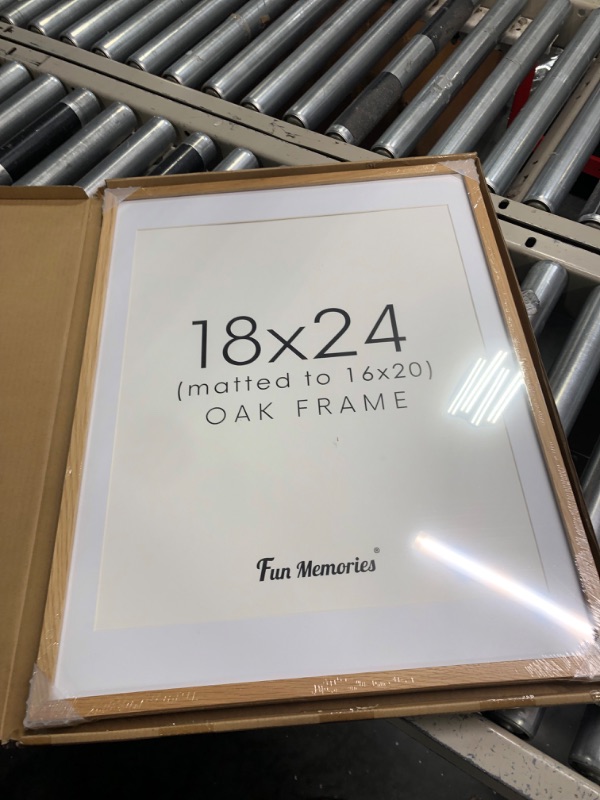 18x24
(matted to 16x20)
OAK FRAME
Fun Memories®